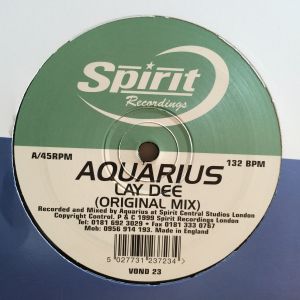 Spirit
Recordings
A/45RPM
132 BPM
AQUARIUS
LAY DEE
(ORIGINAL MIX)
Recorded and Mixed by Aquarius at Spirit Central Studios London
Copyright Control. P & C 1999 Spirit Recordings London
Tel: 0181 692 3029 • Fax 0181 333 0767
Mob: 0956 914 193. Made in England
5 027731 237234
VOND 23